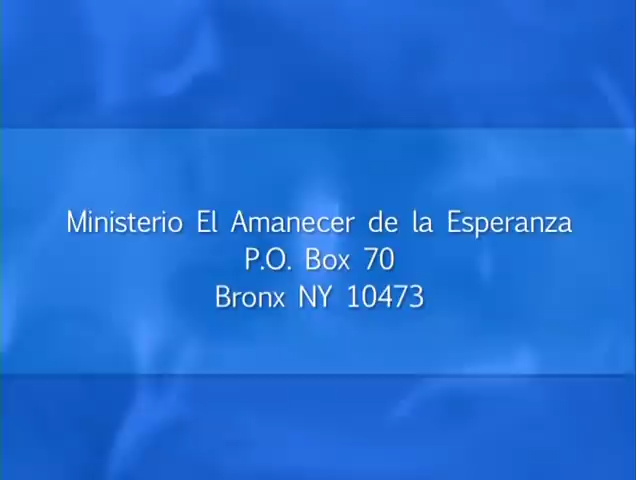 Ministerio El Amanecer de la Esperanza
P.O. Box 70
Bronx NY 10473